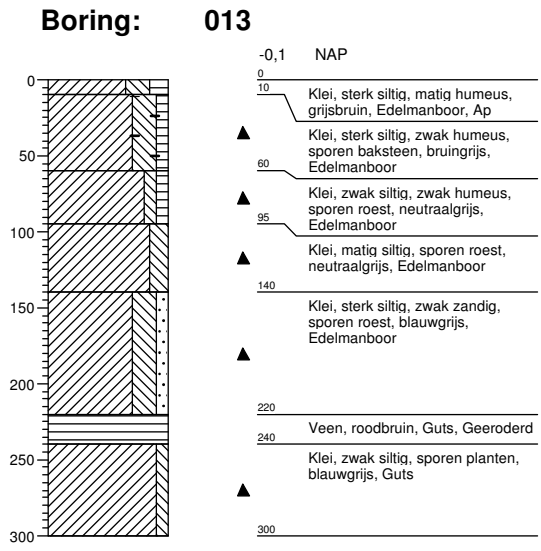 Boring: 013
-0,1 NAP
0
50
100
150
200
250
300
0
10
Klei, sterk siltig, matig humeus,
grijsbruin, Edelmanboor, Ap
Klei, sterk siltig, zwak humeus,
sporen baksteen, bruingrijs,
Edelmanboor
60
Klei, zwak siltig, zwak humeus,
sporen roest, neutraalgrijs,
Edelmanboor
95
Klei, matig siltig, sporen roest,
neutraalgrijs, Edelmanboor
140
Klei, sterk siltig, zwak zandig,
sporen roest, blauwgrijs,
Edelmanboor
220
Veen, roodbruin, Guts, Geeroderd
240
Klei, zwak siltig, sporen planten,
blauwgrijs, Guts
300